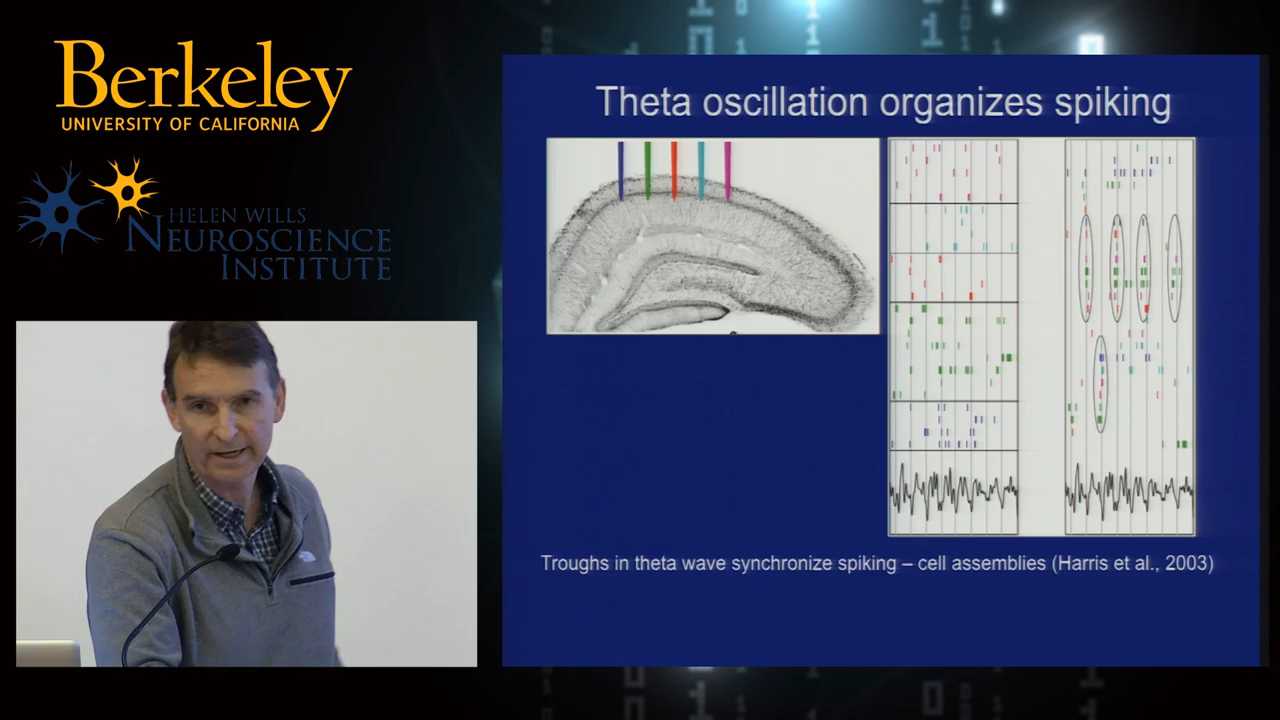 Berkeley
UNIVERSITY OF CALIFORNIA
HELEN WILLS
NEUROSCIENCE
INSTITUTE
Theta oscillation organizes spiking
Troughs in theta wave synchronize spiking – cell assemblies (Harris et al., 2003)